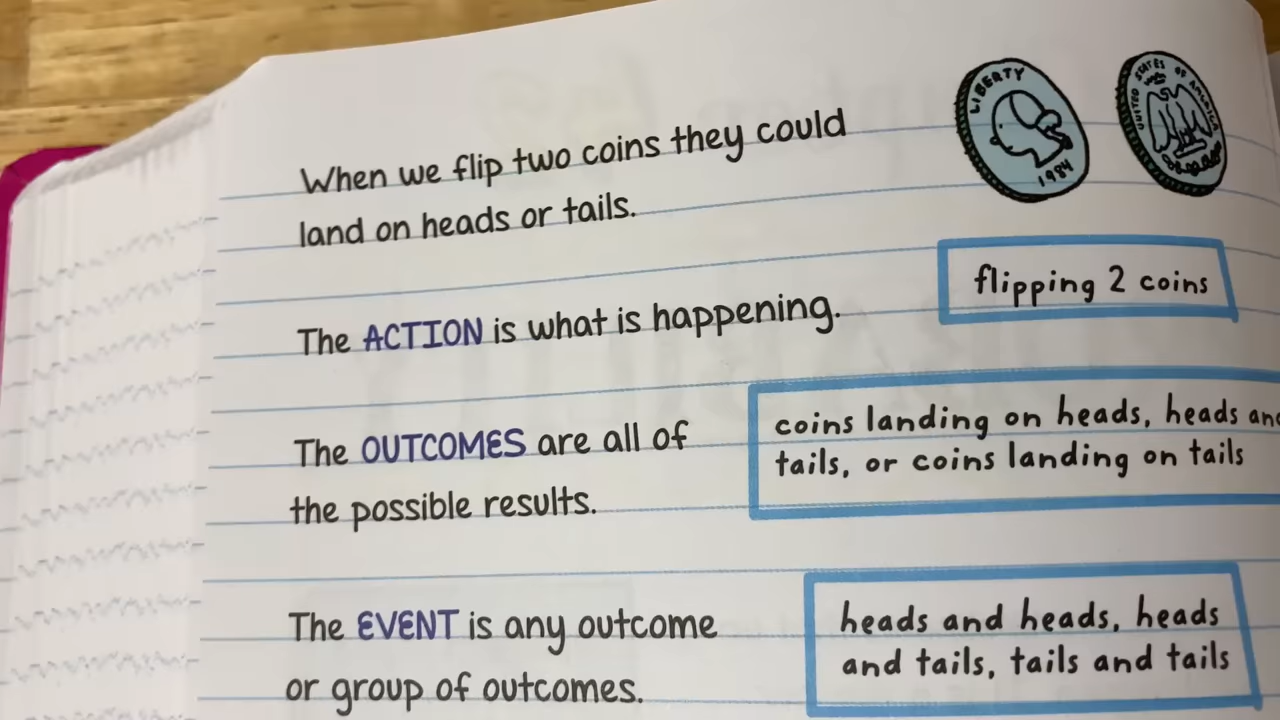 When we flip two coins they could
land on heads or tails.
LIBERTY
1984
UNITED STATES OF AMERICA
flipping 2 coins
The ACTION is what is happening.
The OUTCOMES are all of
the possible results.
coins landing on heads, heads and
tails, or coins landing on tails
The EVENT is any outcome
or group of outcomes.
heads and heads, heads
and tails, tails and tails